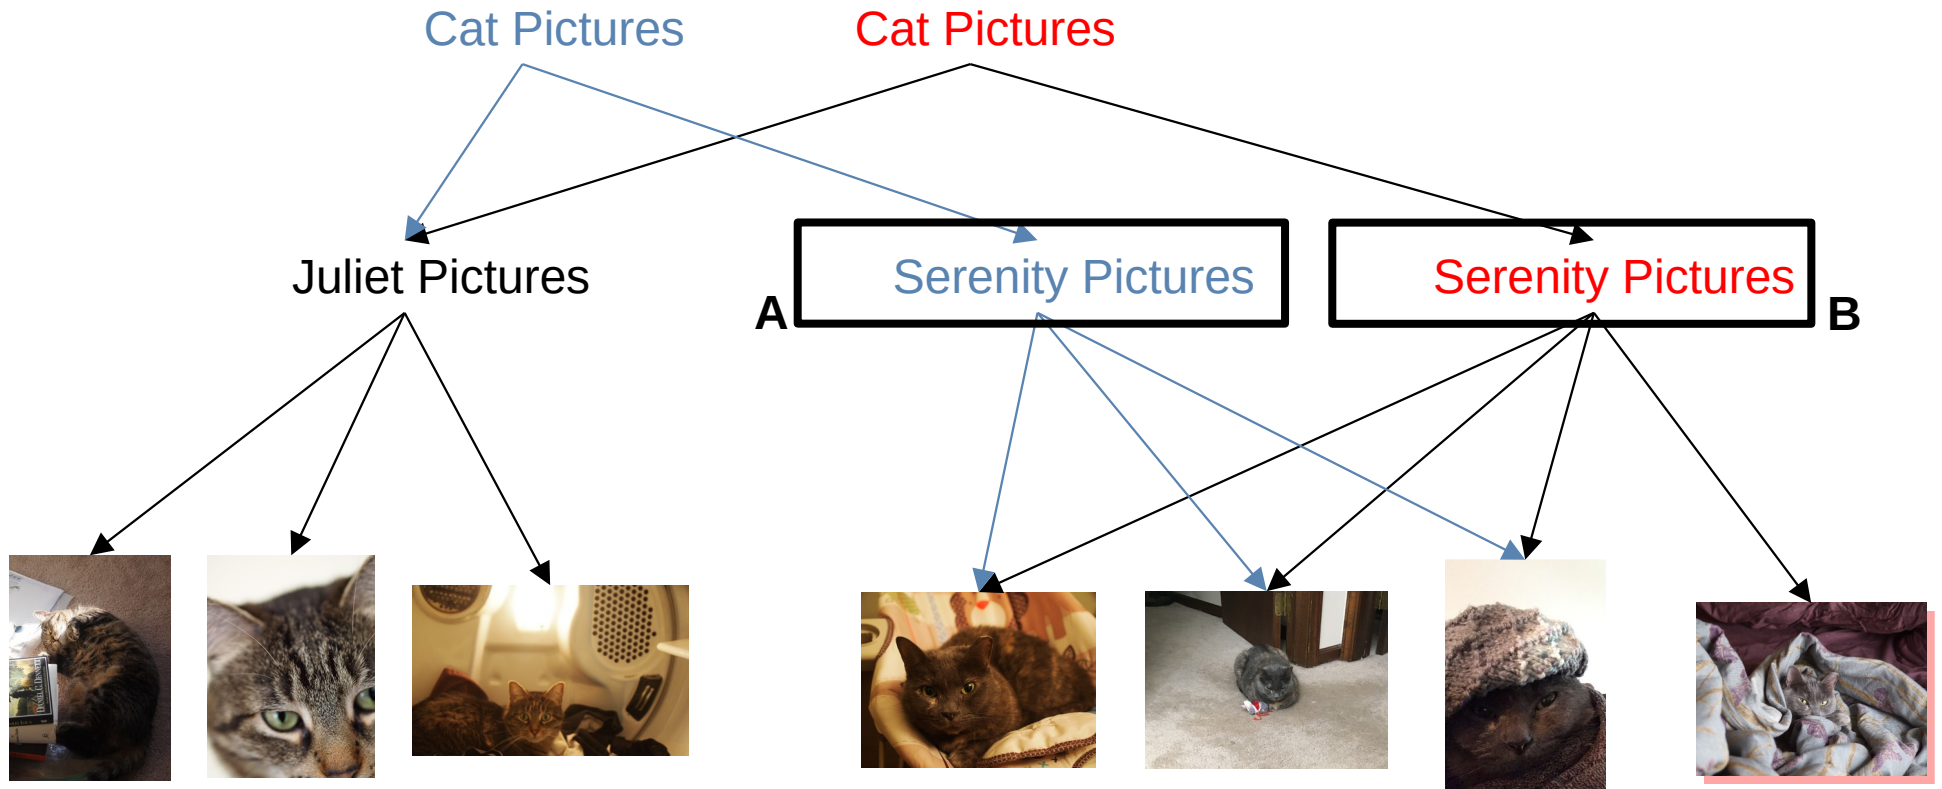 Cat Pictures
Cat Pictures
Juliet Pictures
Serenity Pictures
Serenity Pictures
A
B